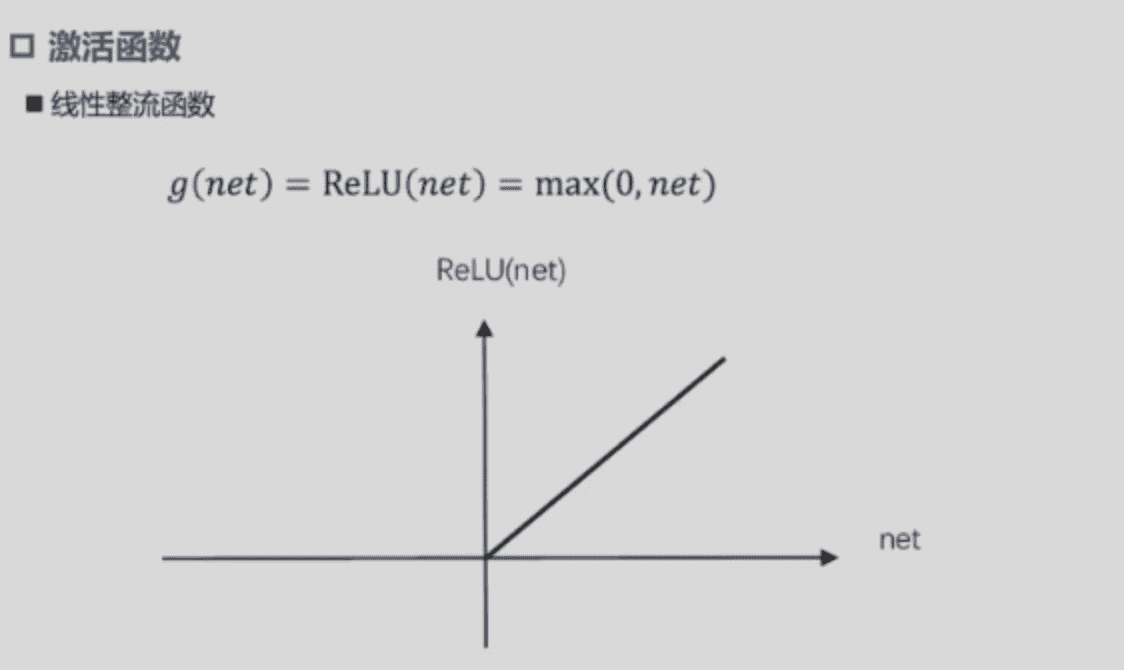 激活函数
线性整流函数
g(net) = ReLU(net) = max(0, net)
ReLU(net)
net